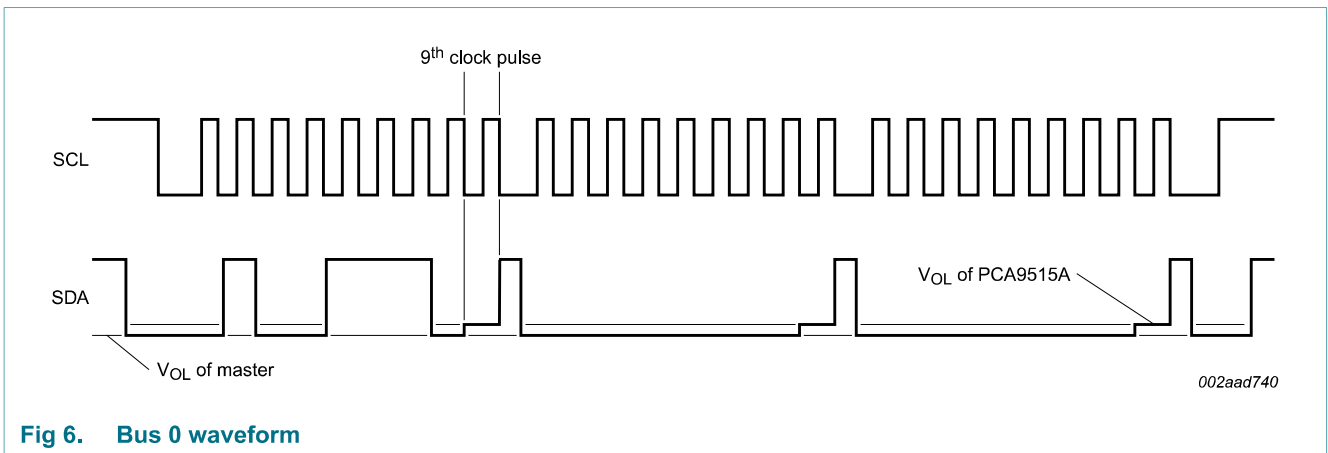 9th clock pulse
SCL
SDA
VOL of PCA9515A
VOL of master
002aad740
Fig 6. Bus 0 waveform